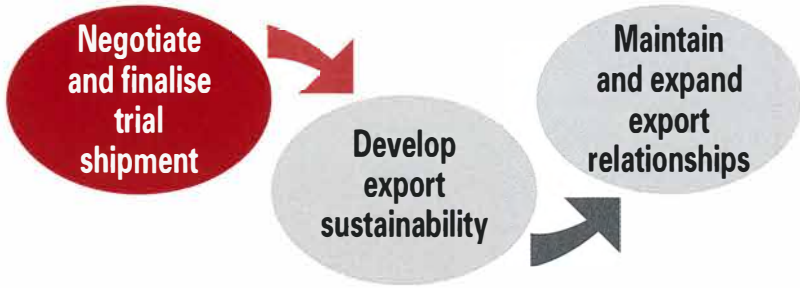 Negotiate
and finalise
trial
shipment
Develop
export
sustainability
Maintain
and expand
export
relationships